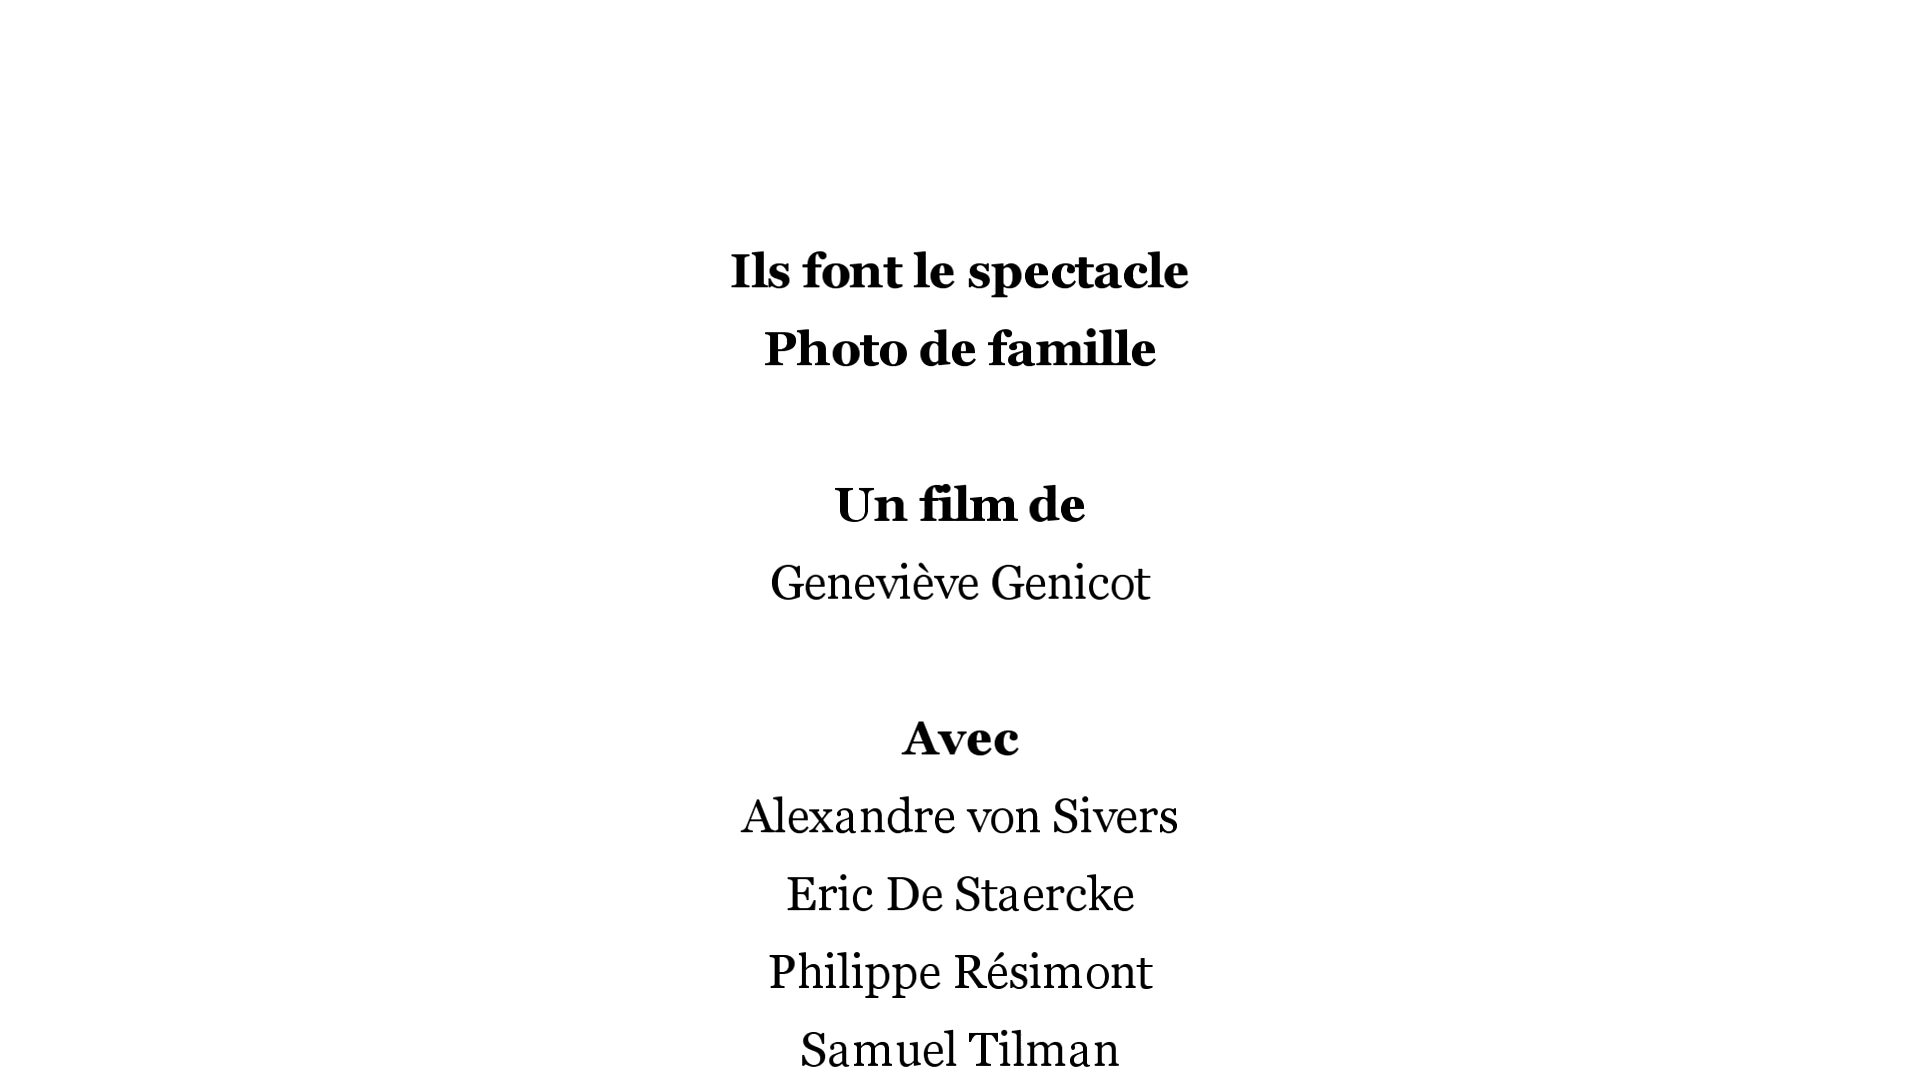 Ils font le spectacle
Photo de famille
Un film de
Geneviève Genicot
Avec
Alexandre von Sivers
Eric De Staercke
Philippe Résimont
Samuel Tilman